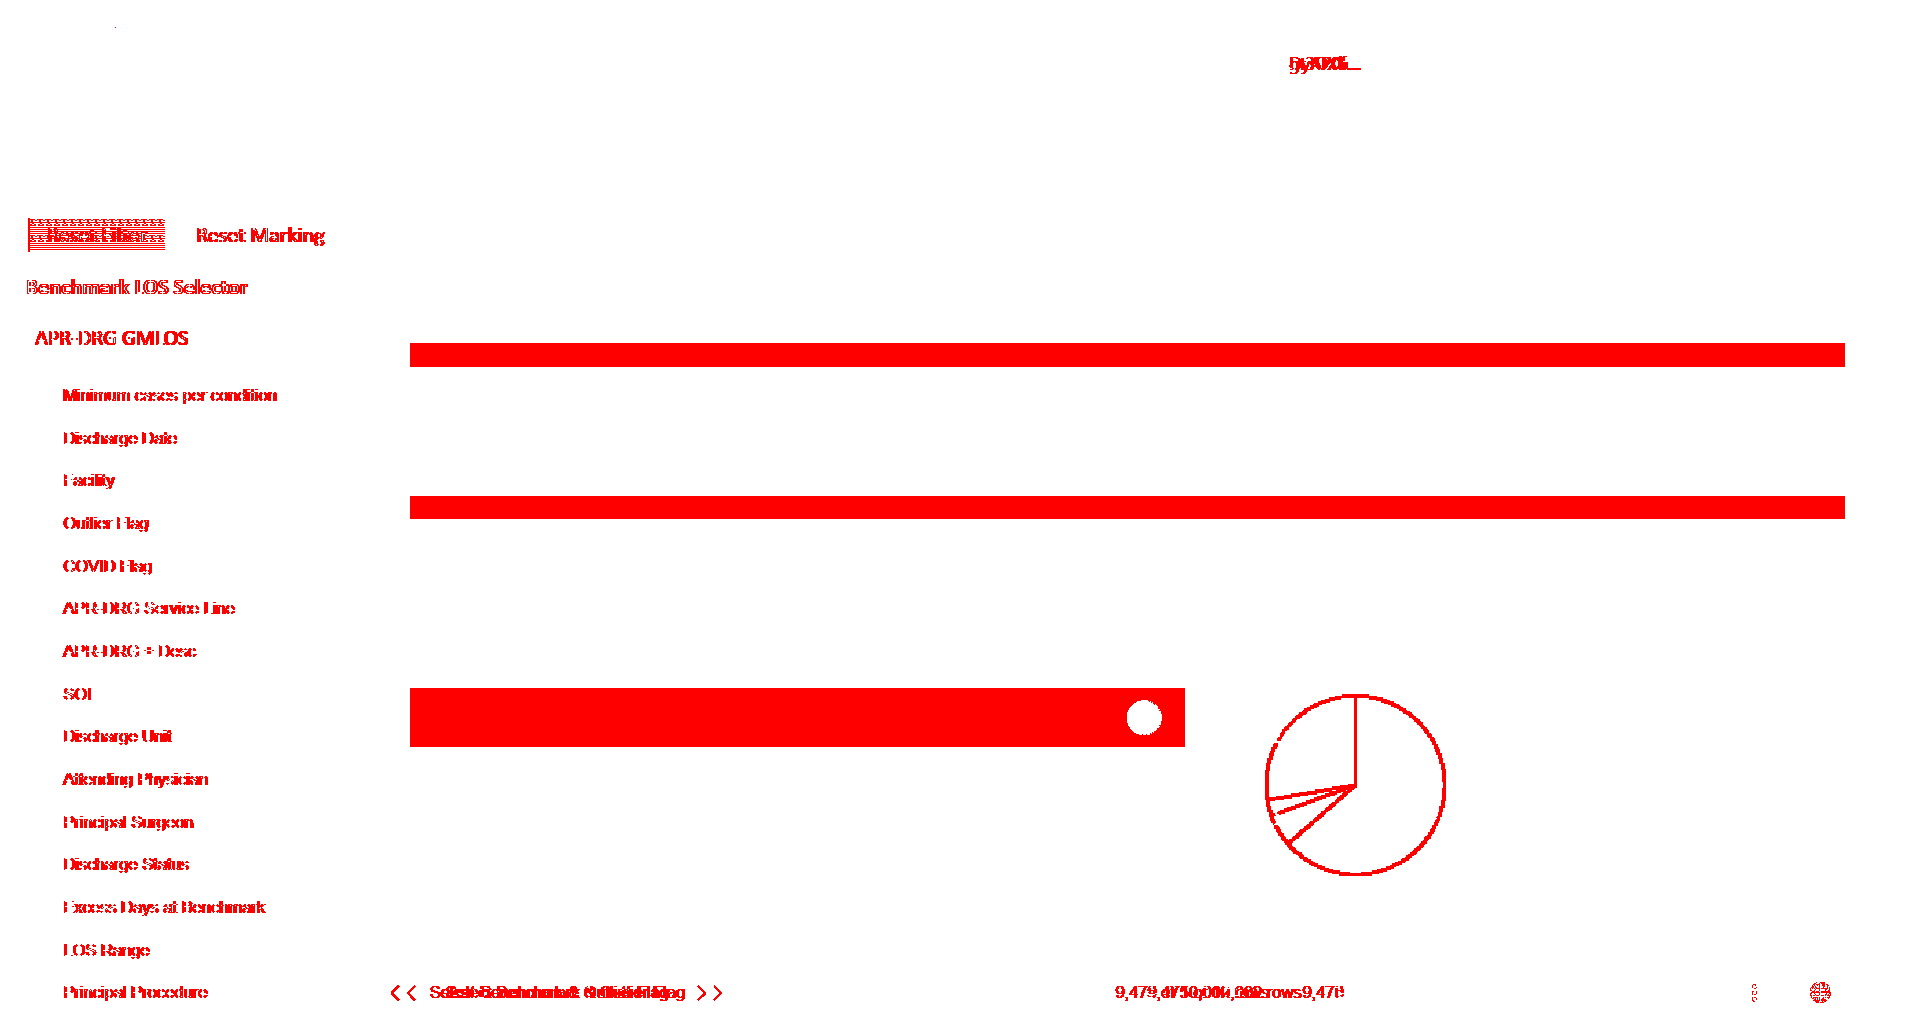 Reset Filter
Reset Marking
Benchmark LOS Selector
APR-DRG GMLOS
Minimum cases per condition
Discharge Date
Facility
Outlier Flag
COVID Flag
APR-DRG Service Line
APR-DRG + Desc
SOI
Discharge Unit
Attending Physician
Principal Surgeon
Discharge Status
Excess Days at Benchmark
LOS Range
Principal Procedure